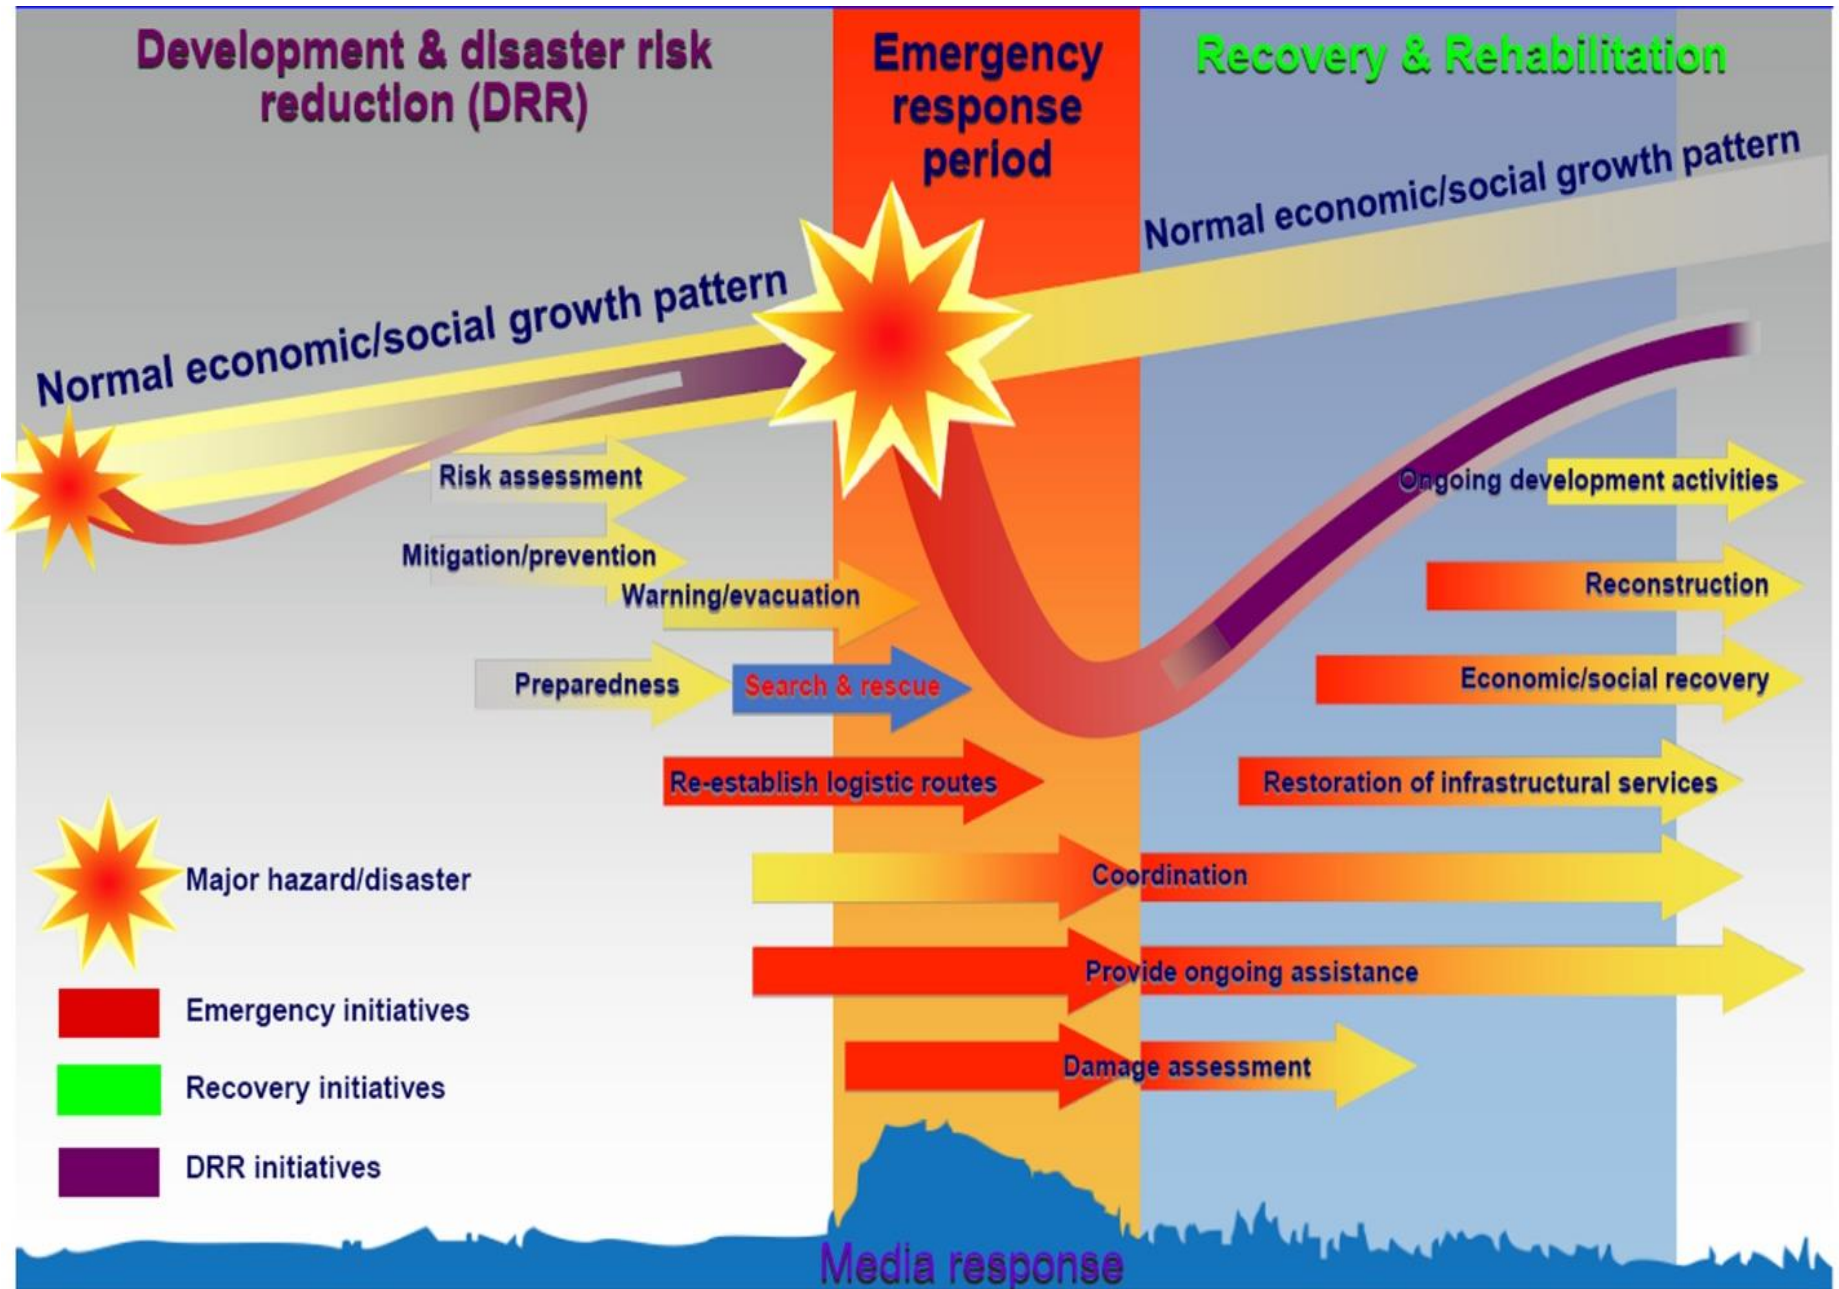 Development & disaster risk
reduction (DRR)
Emergency
response
period
Recovery & Rehabilitation
Normal economic/social growth pattern
Normal economic/social growth pattern
Risk assessment
Mitigation/prevention
Warning/evacuation
Preparedness
Search & rescue
Re-establish logistic routes
Ongoing development activities
Reconstruction
Economic/social recovery
Restoration of infrastructural services
Coordination
Provide ongoing assistance
Damage assessment
Major hazard/disaster
Emergency initiatives
Recovery initiatives
DRR initiatives
Media response